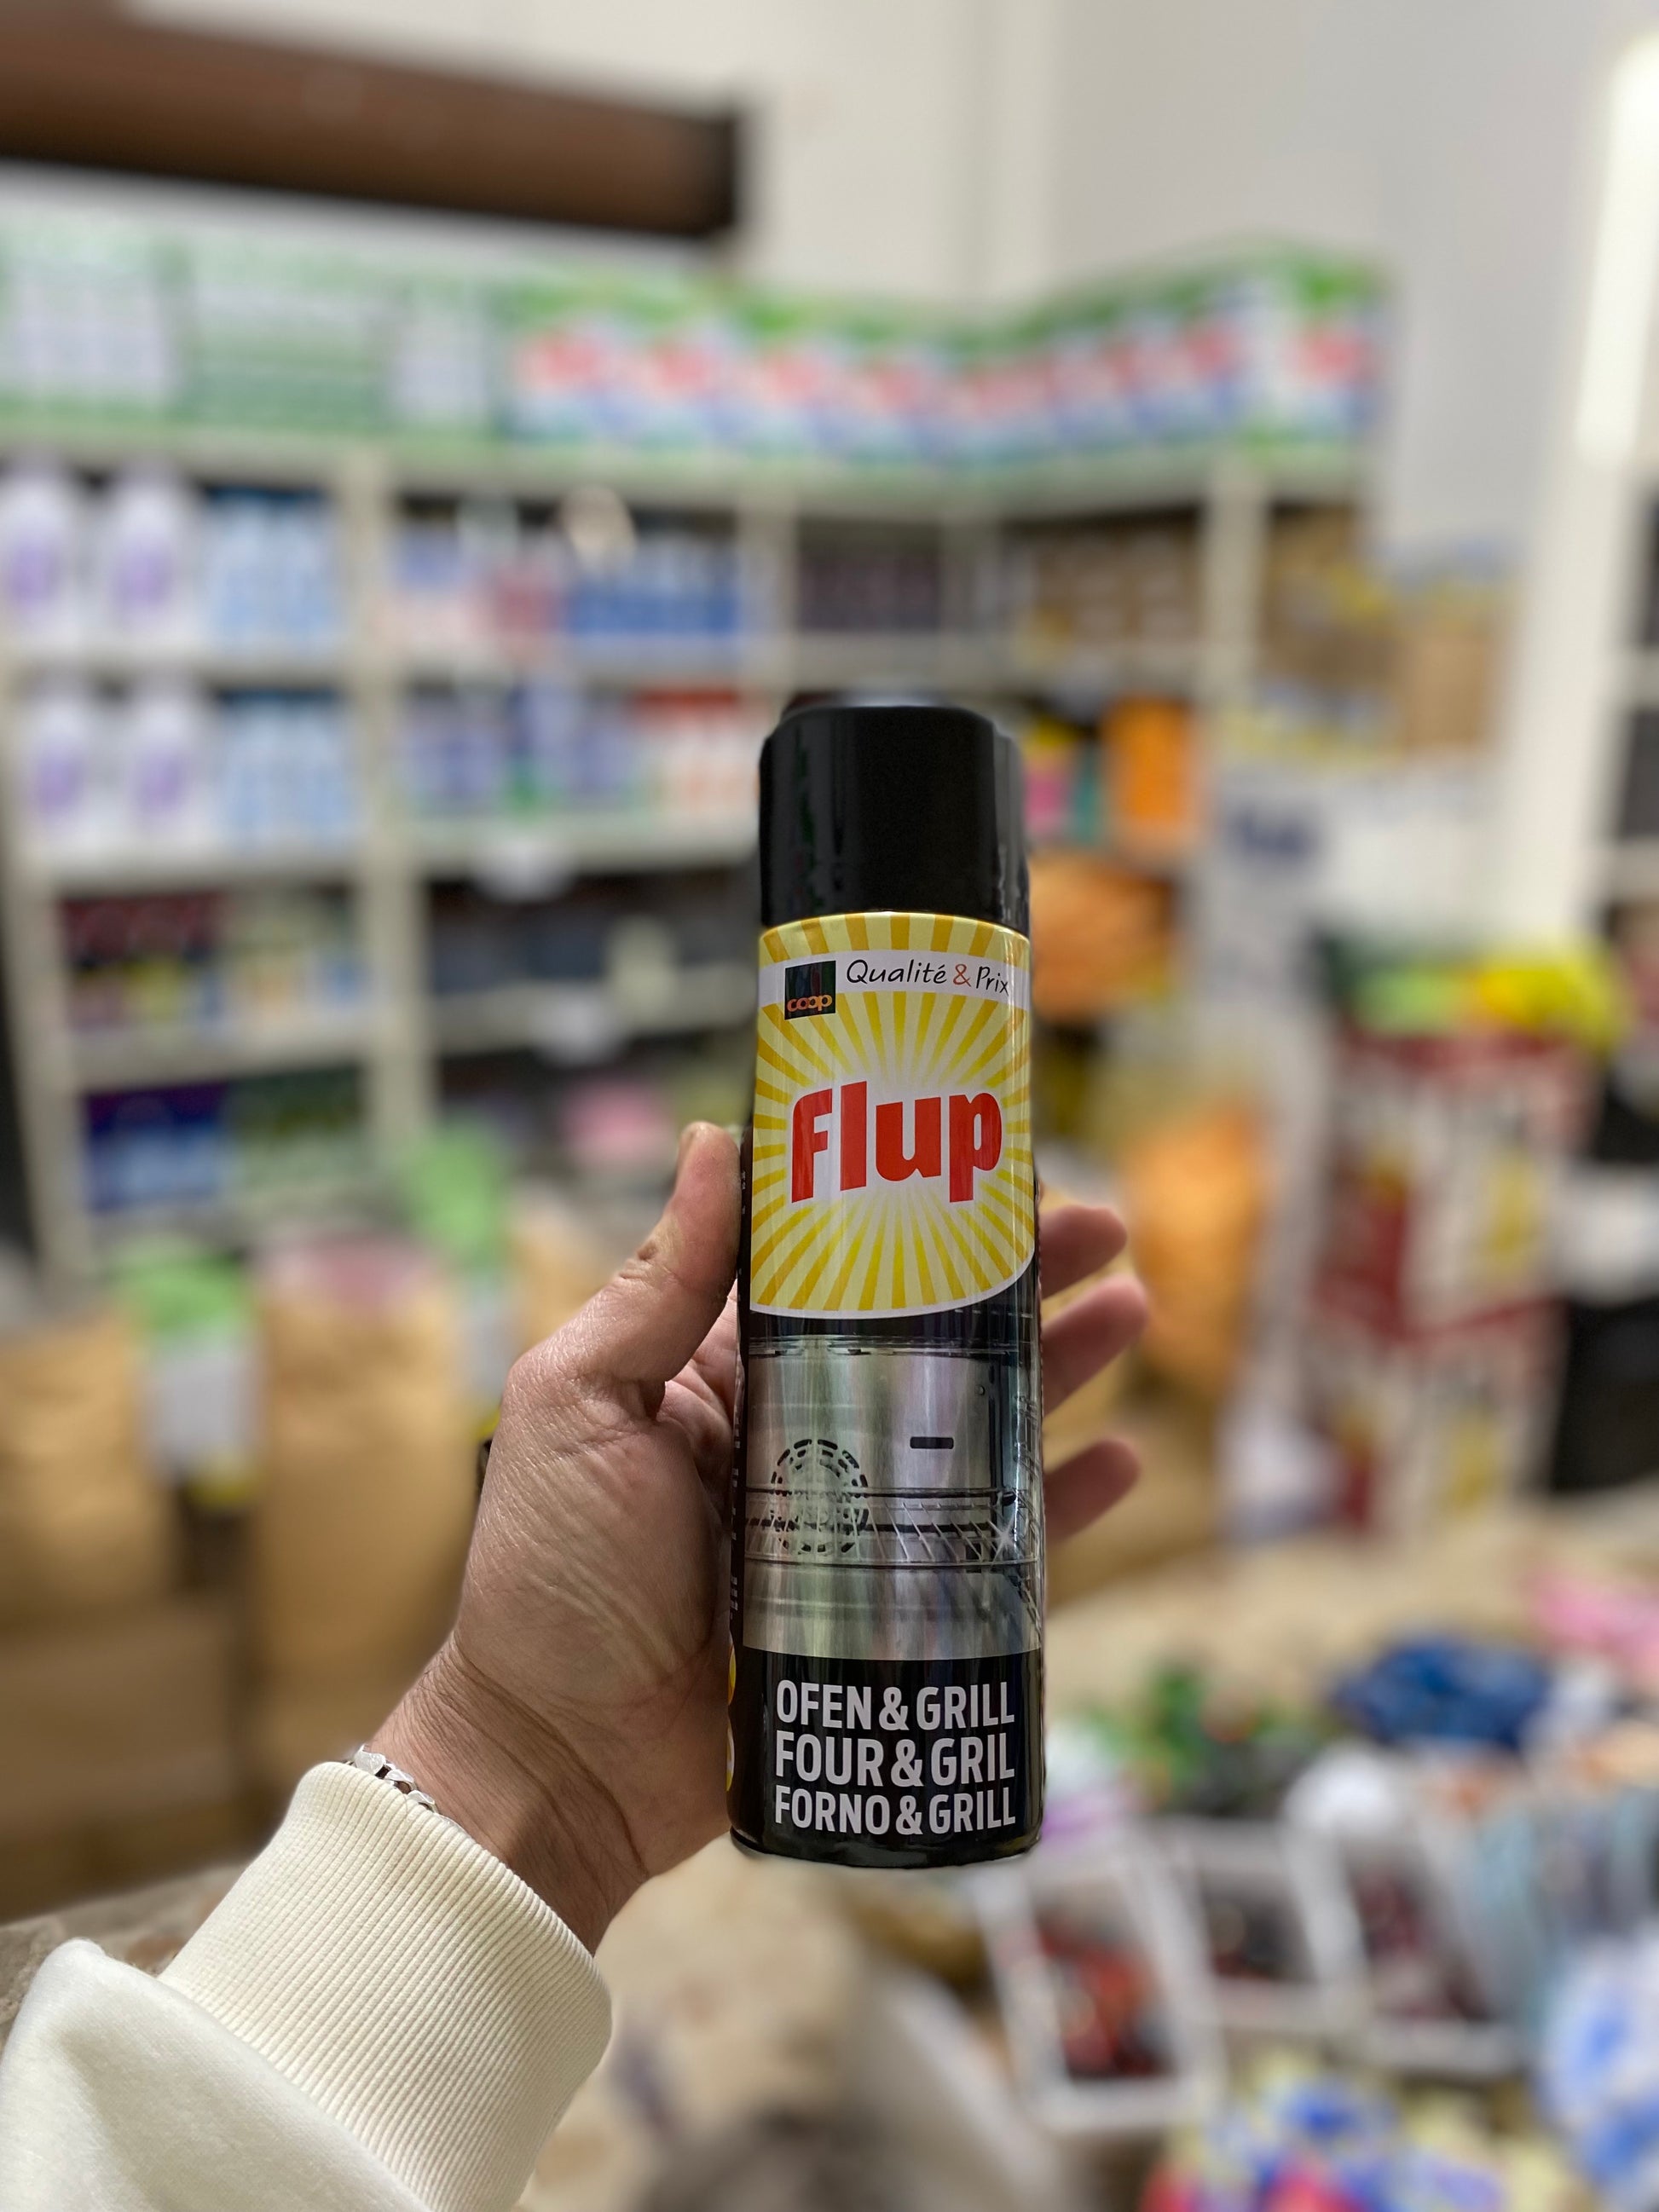 coop
Qualité & Prix
Flup
OFEN & GRILL
FOUR & GRIL
FORNO & GRILL